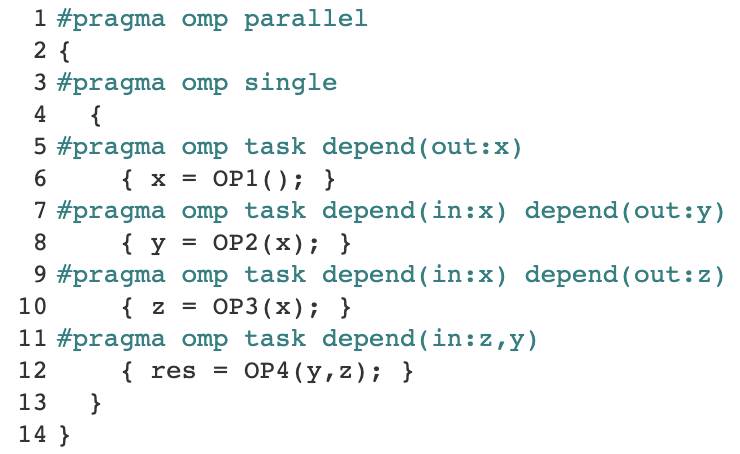 1 #pragma omp parallel
2 {
3 #pragma omp single
4   {
5 #pragma omp task depend(out:x)
6     { x = OP1(); }
7 #pragma omp task depend(in:x) depend(out:y)
8     { y = OP2(x); }
9 #pragma omp task depend(in:x) depend(out:z)
10     { z = OP3(x); }
11 #pragma omp task depend(in:z,y)
12     { res = OP4(y,z); }
13   }
14 }